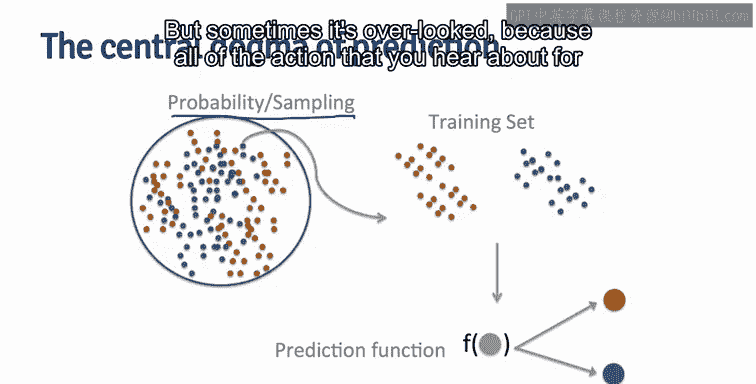 But sometimes it's over-looked, because
all of the action that you hear about for
The central dogma of prediction
Probability/Sampling
Training Set
Prediction function
f( )